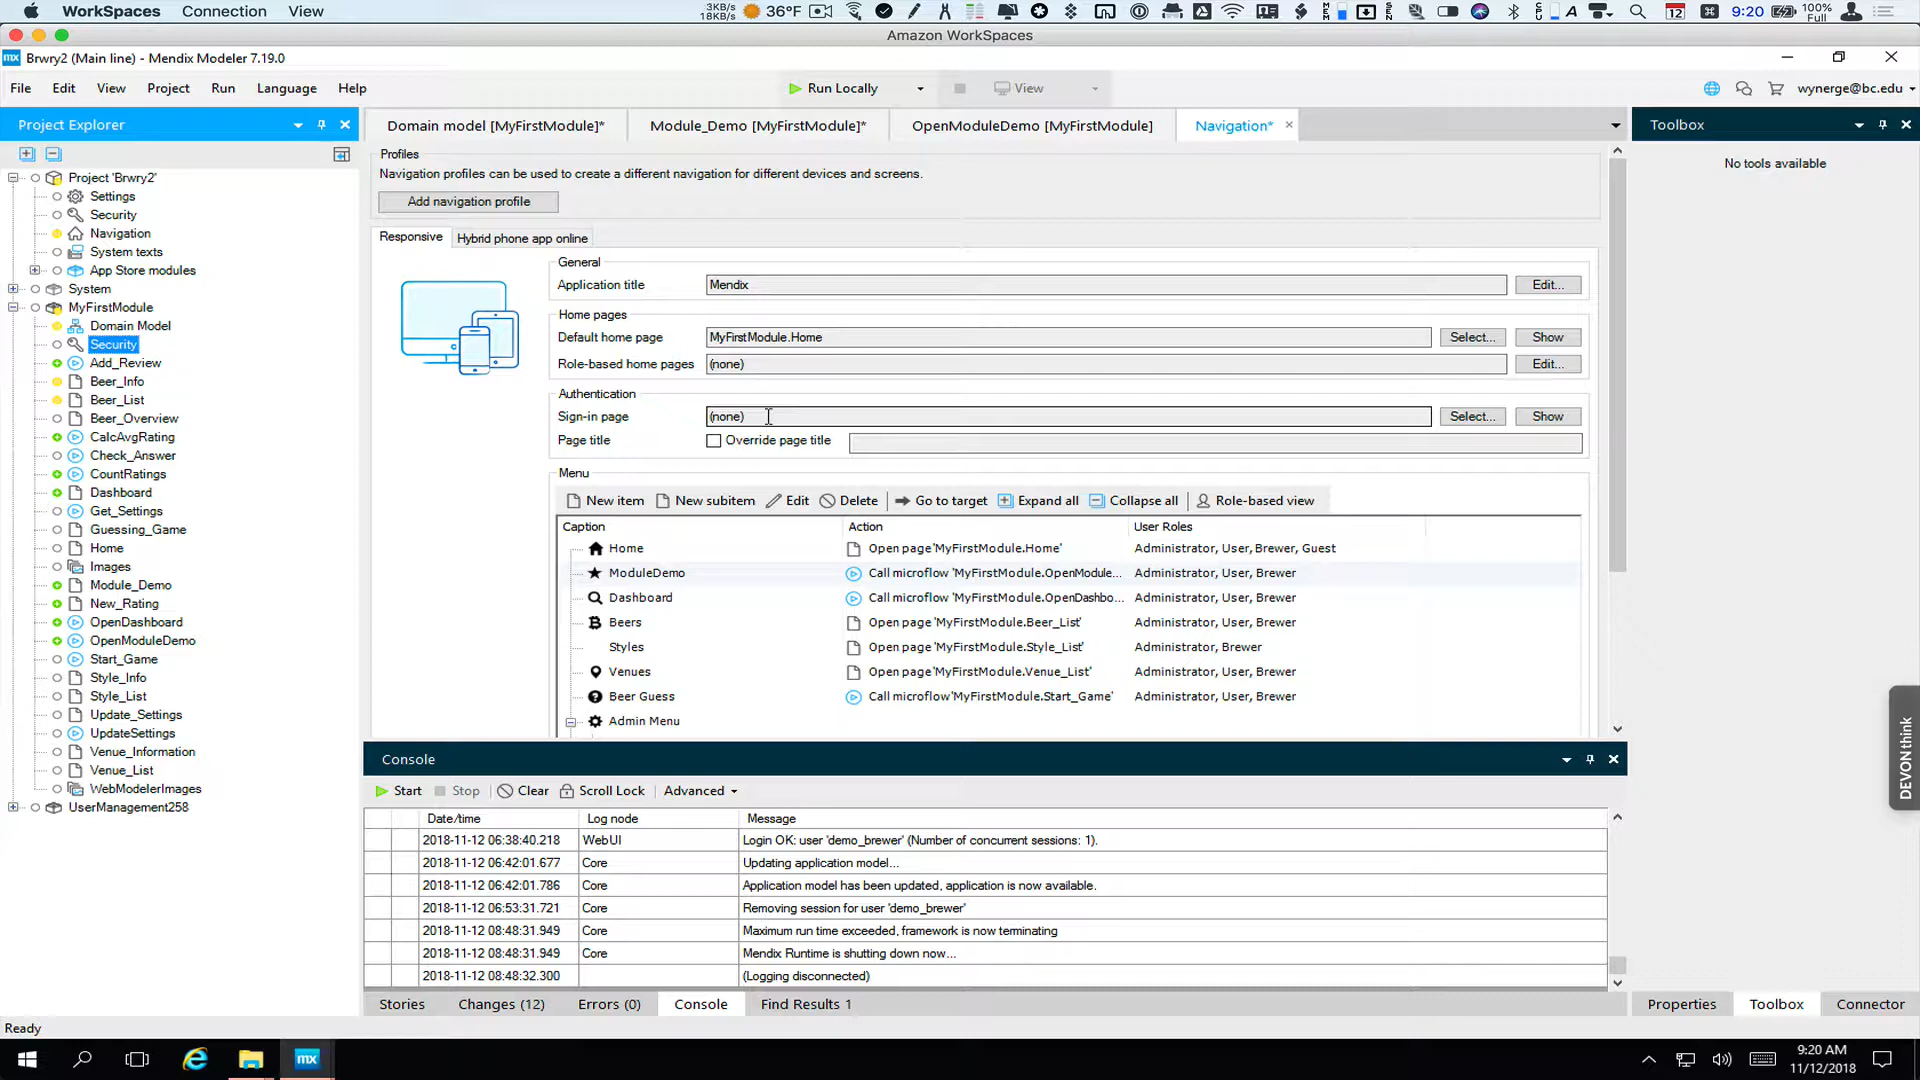 WorkSpaces Connection View
3KB/s
18KB/s
36°F
12
9:20
100%
Full
Amazon WorkSpaces
mx Brwry2 (Main line) - Mendix Modeler 7.19.0
File Edit View Project Run Language Help
Run Locally
View
wynerge@bc.edu
Project Explorer
Project 'Brwry2'
Settings
Security
Navigation
System texts
App Store modules
System
MyFirstModule
Domain Model
Security
Add_Review
Beer_Info
Beer_List
Beer_Overview
CalcAvgRating
Check_Answer
CountRatings
Dashboard
Get_Settings
Guessing_Game
Home
Images
Module_Demo
New_Rating
OpenDashboard
OpenModuleDemo
Start_Game
Style_Info
Style_List
Update_Settings
UpdateSettings
Venue_Information
Venue_List
WebModelerImages
UserManagement258
Domain model [MyFirstModule]* Module_Demo [MyFirstModule]* OpenModuleDemo [MyFirstModule] Navigation*
Profiles
Navigation profiles can be used to create a different navigation for different devices and screens.
Add navigation profile
Responsive Hybrid phone app online
General
Application title Mendix Edit...
Home pages
Default home page MyFirstModule.Home Select... Show
Role-based home pages (none) Edit...
Authentication
Sign-in page (none) Select... Show
Page title Override page title
Menu
New item New subitem Edit Delete Go to target Expand all Collapse all Role-based view
Caption Action User Roles
Home Open page 'MyFirstModule.Home' Administrator, User, Brewer, Guest
ModuleDemo Call microflow 'MyFirstModule.OpenModule... Administrator, User, Brewer
Dashboard Call microflow 'MyFirstModule.OpenDashbo... Administrator, User, Brewer
Beers Open page 'MyFirstModule.Beer_List' Administrator, User, Brewer
Styles Open page 'MyFirstModule.Style_List' Administrator, Brewer
Venues Open page 'MyFirstModule.Venue_List' Administrator, User, Brewer
Beer Guess Call microflow 'MyFirstModule.Start_Game' Administrator, User, Brewer
Admin Menu
Console
Start Stop Clear Scroll Lock Advanced
Date/time Log node Message
2018-11-12 06:38:40.218 WebUI Login OK: user 'demo_brewer' (Number of concurrent sessions: 1).
2018-11-12 06:42:01.677 Core Updating application model...
2018-11-12 06:42:01.786 Core Application model has been updated, application is now available.
2018-11-12 06:53:31.721 Core Removing session for user 'demo_brewer'
2018-11-12 08:48:31.949 Core Maximum run time exceeded, framework is now terminating
2018-11-12 08:48:31.949 Core Mendix Runtime is shutting down now...
2018-11-12 08:48:32.300 (Logging disconnected)
Stories Changes (12) Errors (0) Console Find Results 1
Toolbox
No tools available
DEVONthink
Properties Toolbox Connector
Ready
mx
9:20 AM
11/12/2018